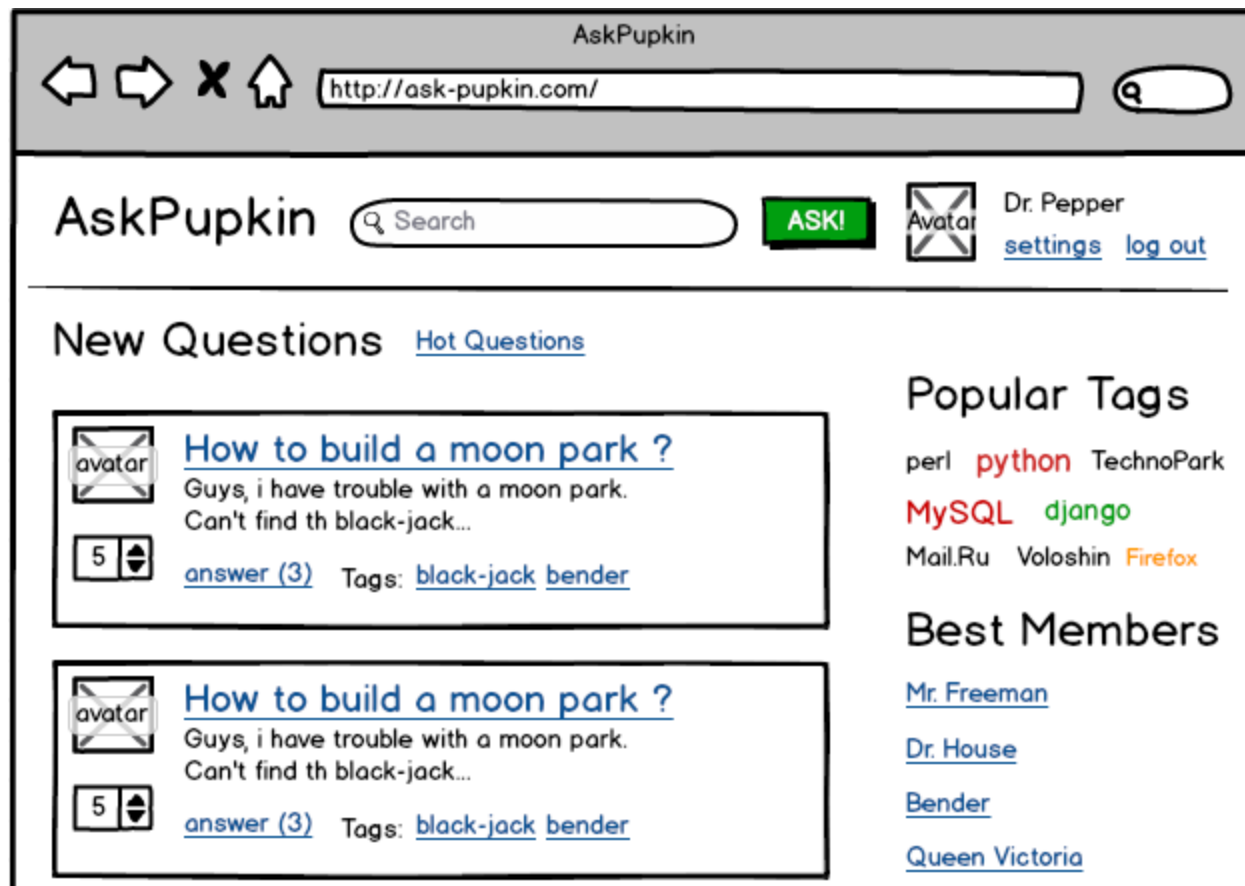 AskPupkin
http://ask-pupkin.com/
AskPupkin
Search
ASK!
Avatar
Dr. Pepper
settings log out
New Questions Hot Questions
avatar
How to build a moon park ?
Guys, i have trouble with a moon park.
Can't find th black-jack...
5
answer (3) Tags: black-jack bender
avatar
How to build a moon park ?
Guys, i have trouble with a moon park.
Can't find th black-jack...
5
answer (3) Tags: black-jack bender
Popular Tags
perl python TechnoPark
MySQL django
Mail.Ru Voloshin Firefox
Best Members
Mr. Freeman
Dr. House
Bender
Queen Victoria